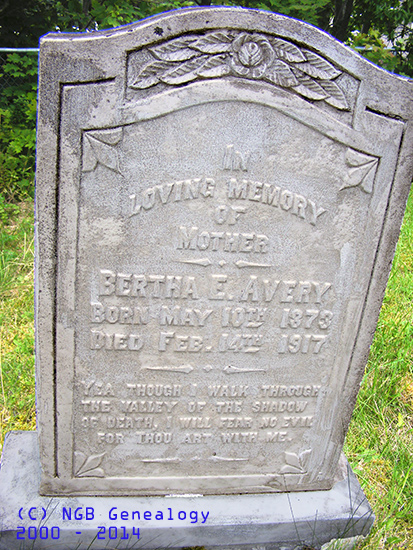 In
Loving Memory
of
Mother
Bertha E. Avery
Born May 10th 1873
Died Feb. 14th 1917
Yea though I walk through
the valley of the shadow
of death, I will fear no evil
for thou art with me.
(C) NGB Genealogy
2000 - 2014